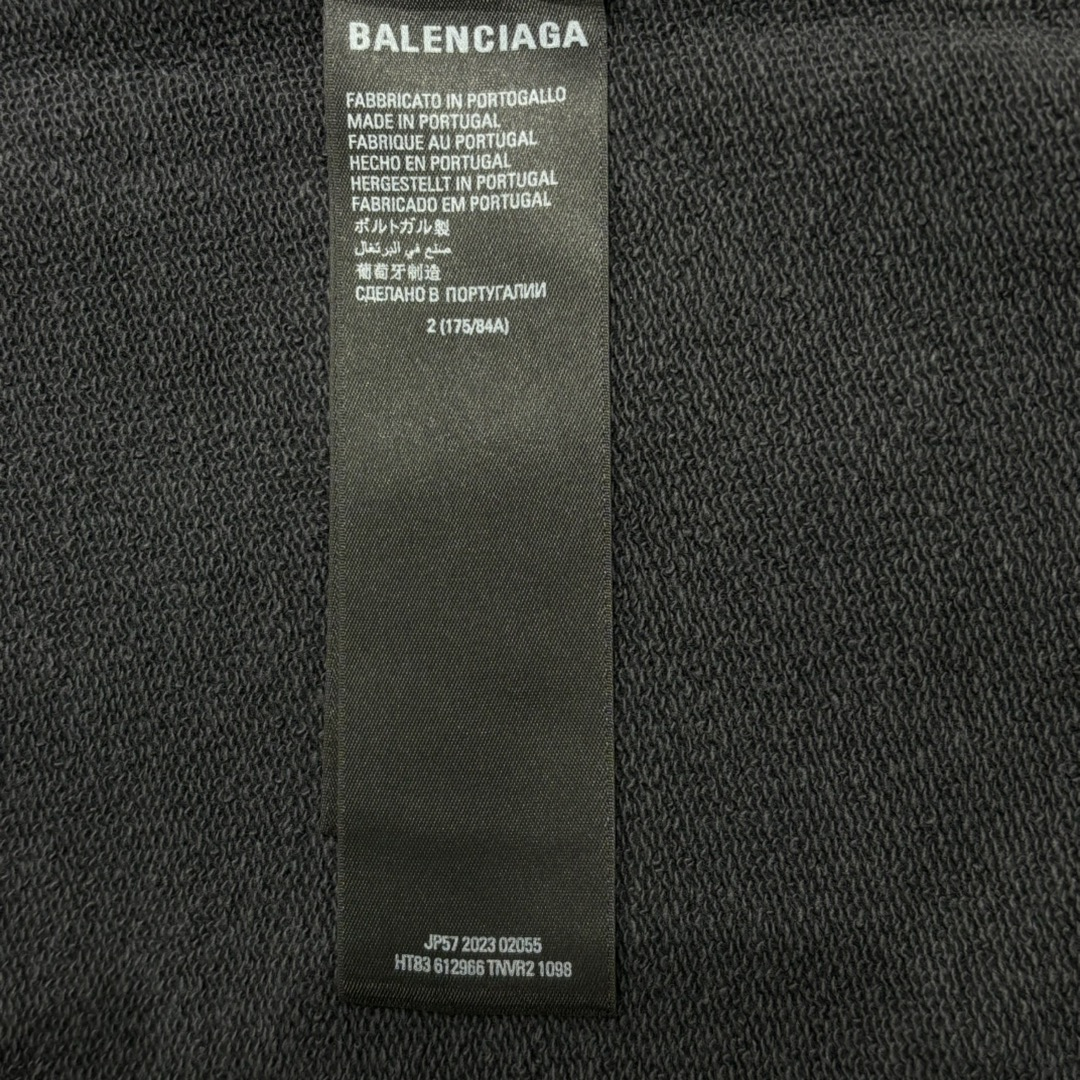 BALENCIAGA
FABBRICATO IN PORTOGALLO
MADE IN PORTUGAL
FABRIQUE AU PORTUGAL
HECHO EN PORTUGAL
HERGESTELLT IN PORTUGAL
FABRICADO EM PORTUGAL
ポルトガル製
صنع في البرتغال
葡萄牙制造
СДЕЛАНО В ПОРТУГАЛИИ
2 (175/84A)
JP57 2023 02055
HT83 612966 TNVR2 1098